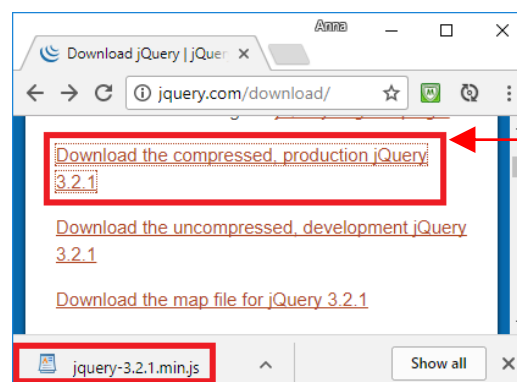 Anna
Download jQuery | jQuer
jquery.com/download/
Download the compressed, production jQuery
3.2.1
Download the uncompressed, development jQuery
3.2.1
Download the map file for jQuery 3.2.1
jquery-3.2.1.min.js
Show all